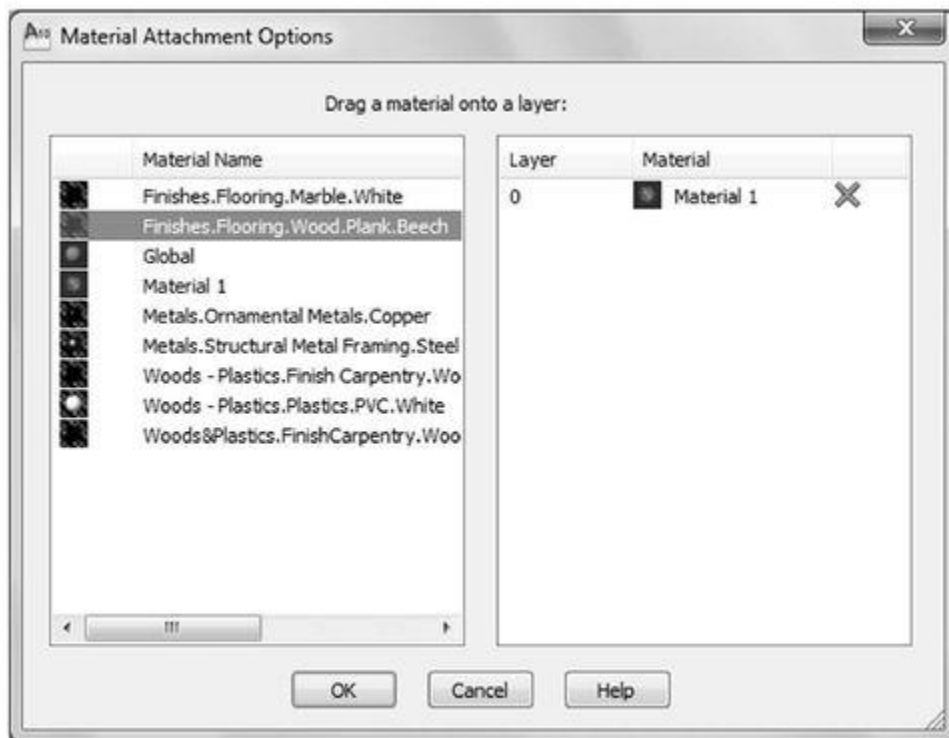 Material Attachment Options
Drag a material onto a layer:
Material Name
Finishes.Flooring.Marble.White
Finishes.Flooring.Wood.Plank.Beech
Global
Material 1
Metals.Ornamental Metals.Copper
Metals.Structural Metal Framing.Steel
Woods - Plastics.Finish Carpentry.Wo
Woods - Plastics.Plastics.PVC.White
Woods&Plastics.FinishCarpentry.Woo
Layer Material
0 Material 1
OK Cancel Help